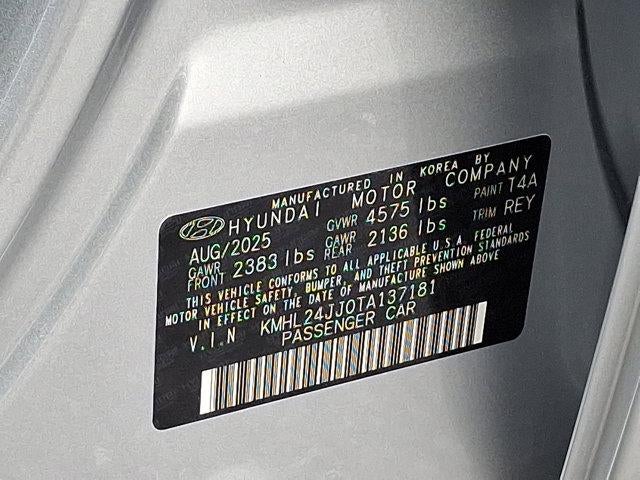 MANUFACTURED IN KOREA BY
HYUNDAI MOTOR COMPANY
AUG/2025 GVWR 4575 lbs PAINT T4A
GAWR FRONT 2383 lbs GAWR REAR 2136 lbs TRIM REY
THIS VEHICLE CONFORMS TO ALL APPLICABLE U.S.A. FEDERAL
MOTOR VEHICLE SAFETY, BUMPER, AND THEFT PREVENTION STANDARDS
IN EFFECT ON THE DATE OF MANUFACTURE SHOWN ABOVE
V.I.N KMHL24JJ0TA137181
PASSENGER CAR